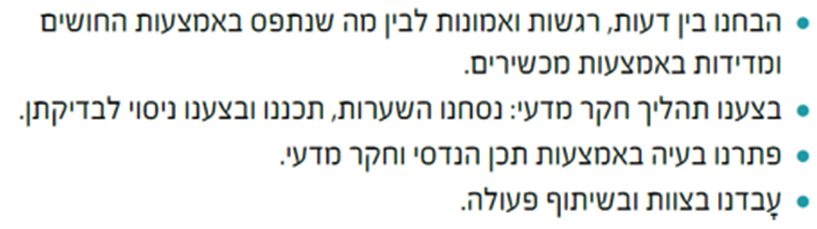 • הבחנו בין דעות, רגשות ואמונות לבין מה שנתפס באמצעות החושים
ומדידות באמצעות מכשירים.
• בצענו תהליך חקר מדעי: נסחנו השערות, תכננו ובצענו ניסוי לבדיקתן.
• פתרנו בעיה באמצעות תכן הנדסי וחקר מדעי.
• עָבדנו בצוות ובשיתוף פעולה.